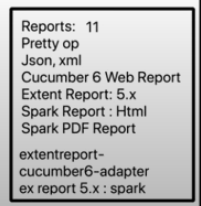 Reports: 11
Pretty op
Json, xml
Cucumber 6 Web Report
Extent Report: 5.x
Spark Report : Html
Spark PDF Report
extentreport-
cucumber6-adapter
ex report 5.x : spark